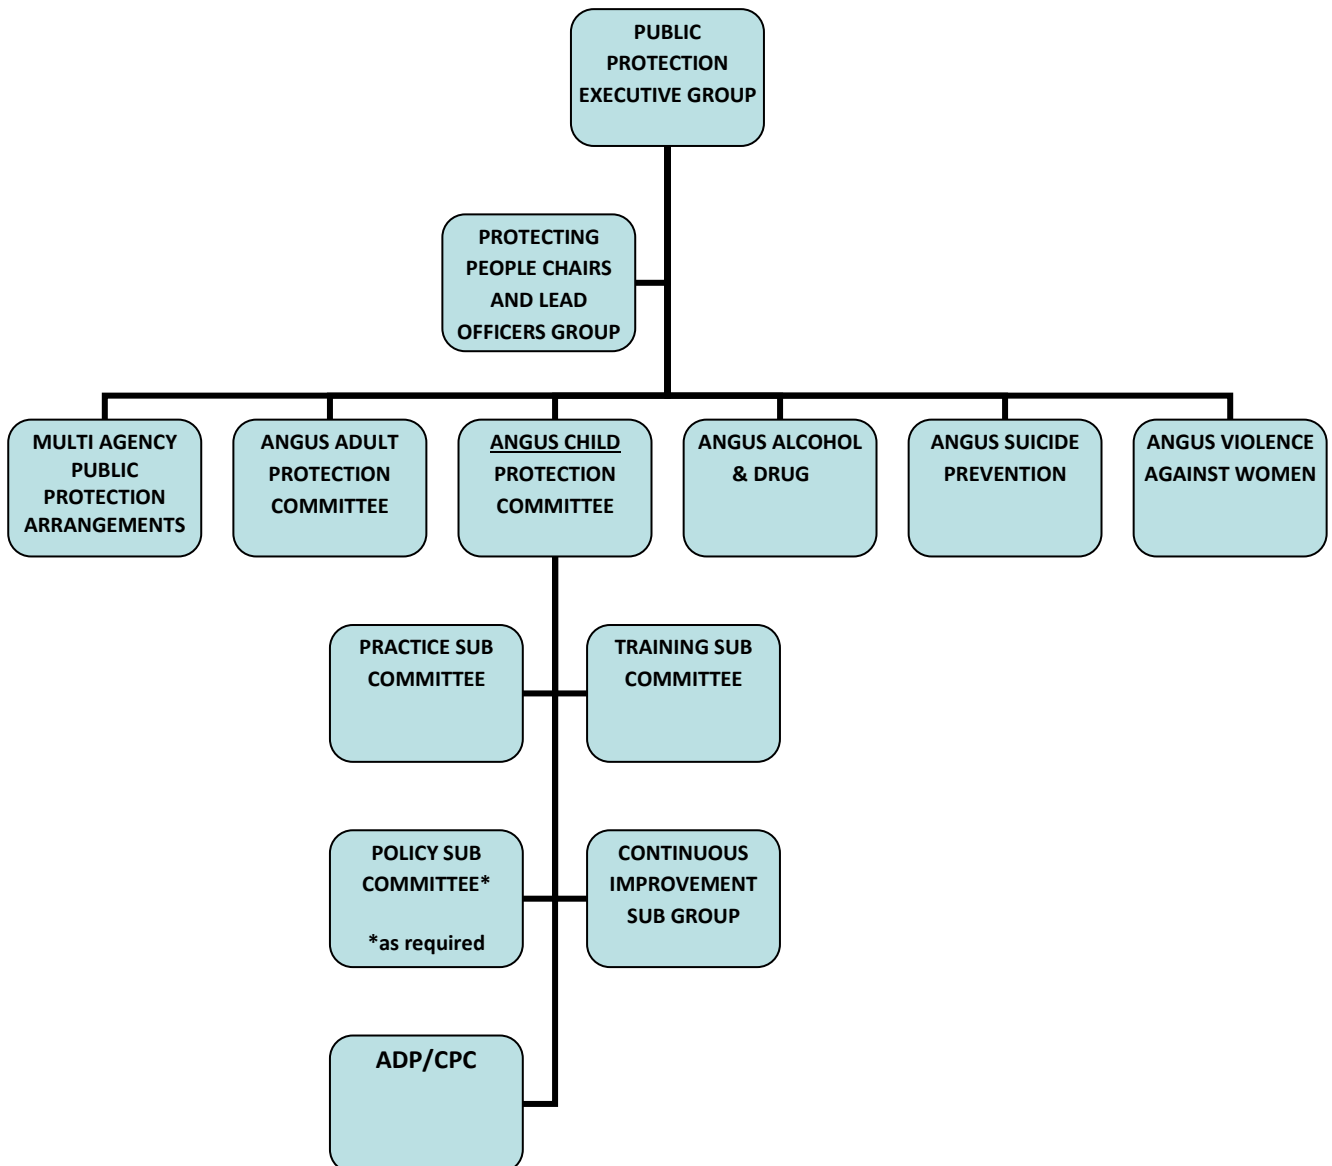 PUBLIC
PROTECTION
EXECUTIVE GROUP
PROTECTING
PEOPLE CHAIRS
AND LEAD
OFFICERS GROUP
MULTI AGENCY
PUBLIC
PROTECTION
ARRANGEMENTS
ANGUS ADULT
PROTECTION
COMMITTEE
ANGUS CHILD
PROTECTION
COMMITTEE
ANGUS ALCOHOL
& DRUG
ANGUS SUICIDE
PREVENTION
ANGUS VIOLENCE
AGAINST WOMEN
PRACTICE SUB
COMMITTEE
TRAINING SUB
COMMITTEE
POLICY SUB
COMMITTEE*
*as required
CONTINUOUS
IMPROVEMENT
SUB GROUP
ADP/CPC